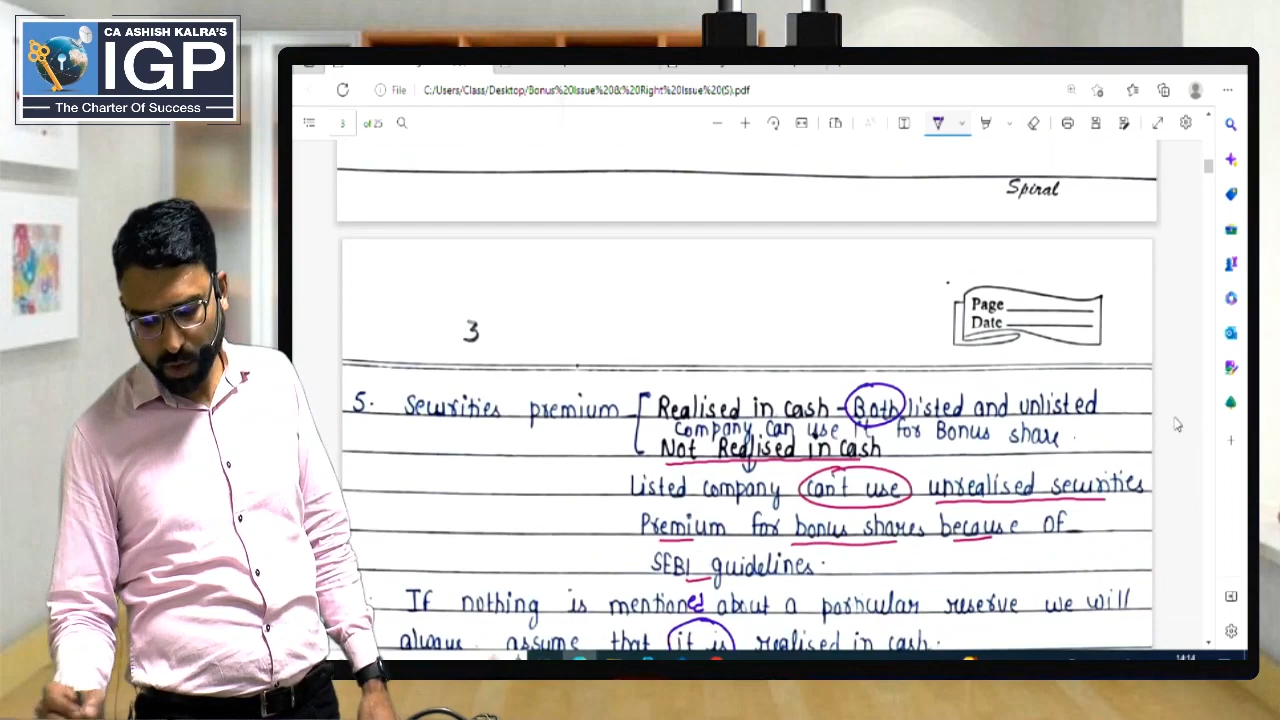 CA ASHISH KALRA'S
IGP
The Charter Of Success
File C:/Users/Class/Desktop/Bonus%20Issue%20&%20Right%20Issue%20(S).pdf
3 of 25
Spiral
Page
Date
3
5. Securities premium Realised in cash - Both listed and unlisted
company can use it for Bonus share.
Not Realised in cash
Listed company can't use unrealised securities
Premium for bonus shares because of
SEBI guidelines.
If nothing is mentioned about a particular reserve we will
always assume that it is realised in cash.
14:14